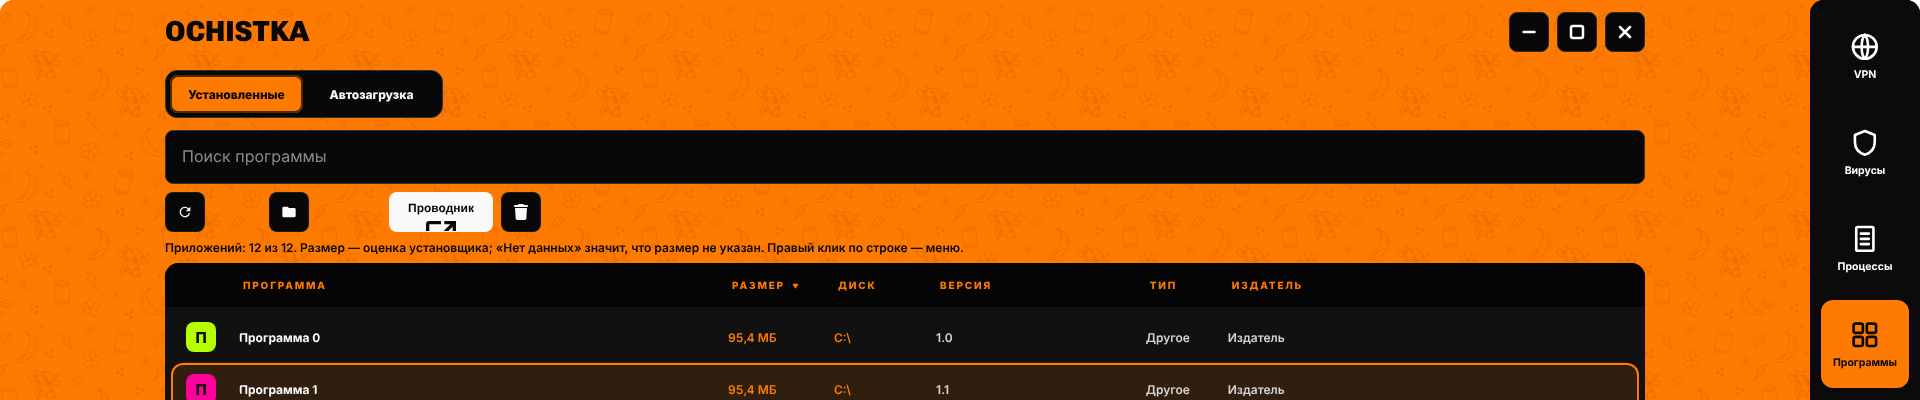 OCHISTKA
Установленные
Автозагрузка
Поиск программы
Проводник
Приложений: 12 из 12. Размер — оценка установщика; «Нет данных» значит, что размер не указан. Правый клик по строке — меню.
ПРОГРАММА РАЗМЕР ▼ ДИСК ВЕРСИЯ ТИП ИЗДАТЕЛЬ
П Программа 0 95,4 МБ C:\ 1.0 Другое Издатель
П Программа 1 95,4 МБ C:\ 1.1 Другое Издатель
VPN
Вирусы
Процессы
Программы